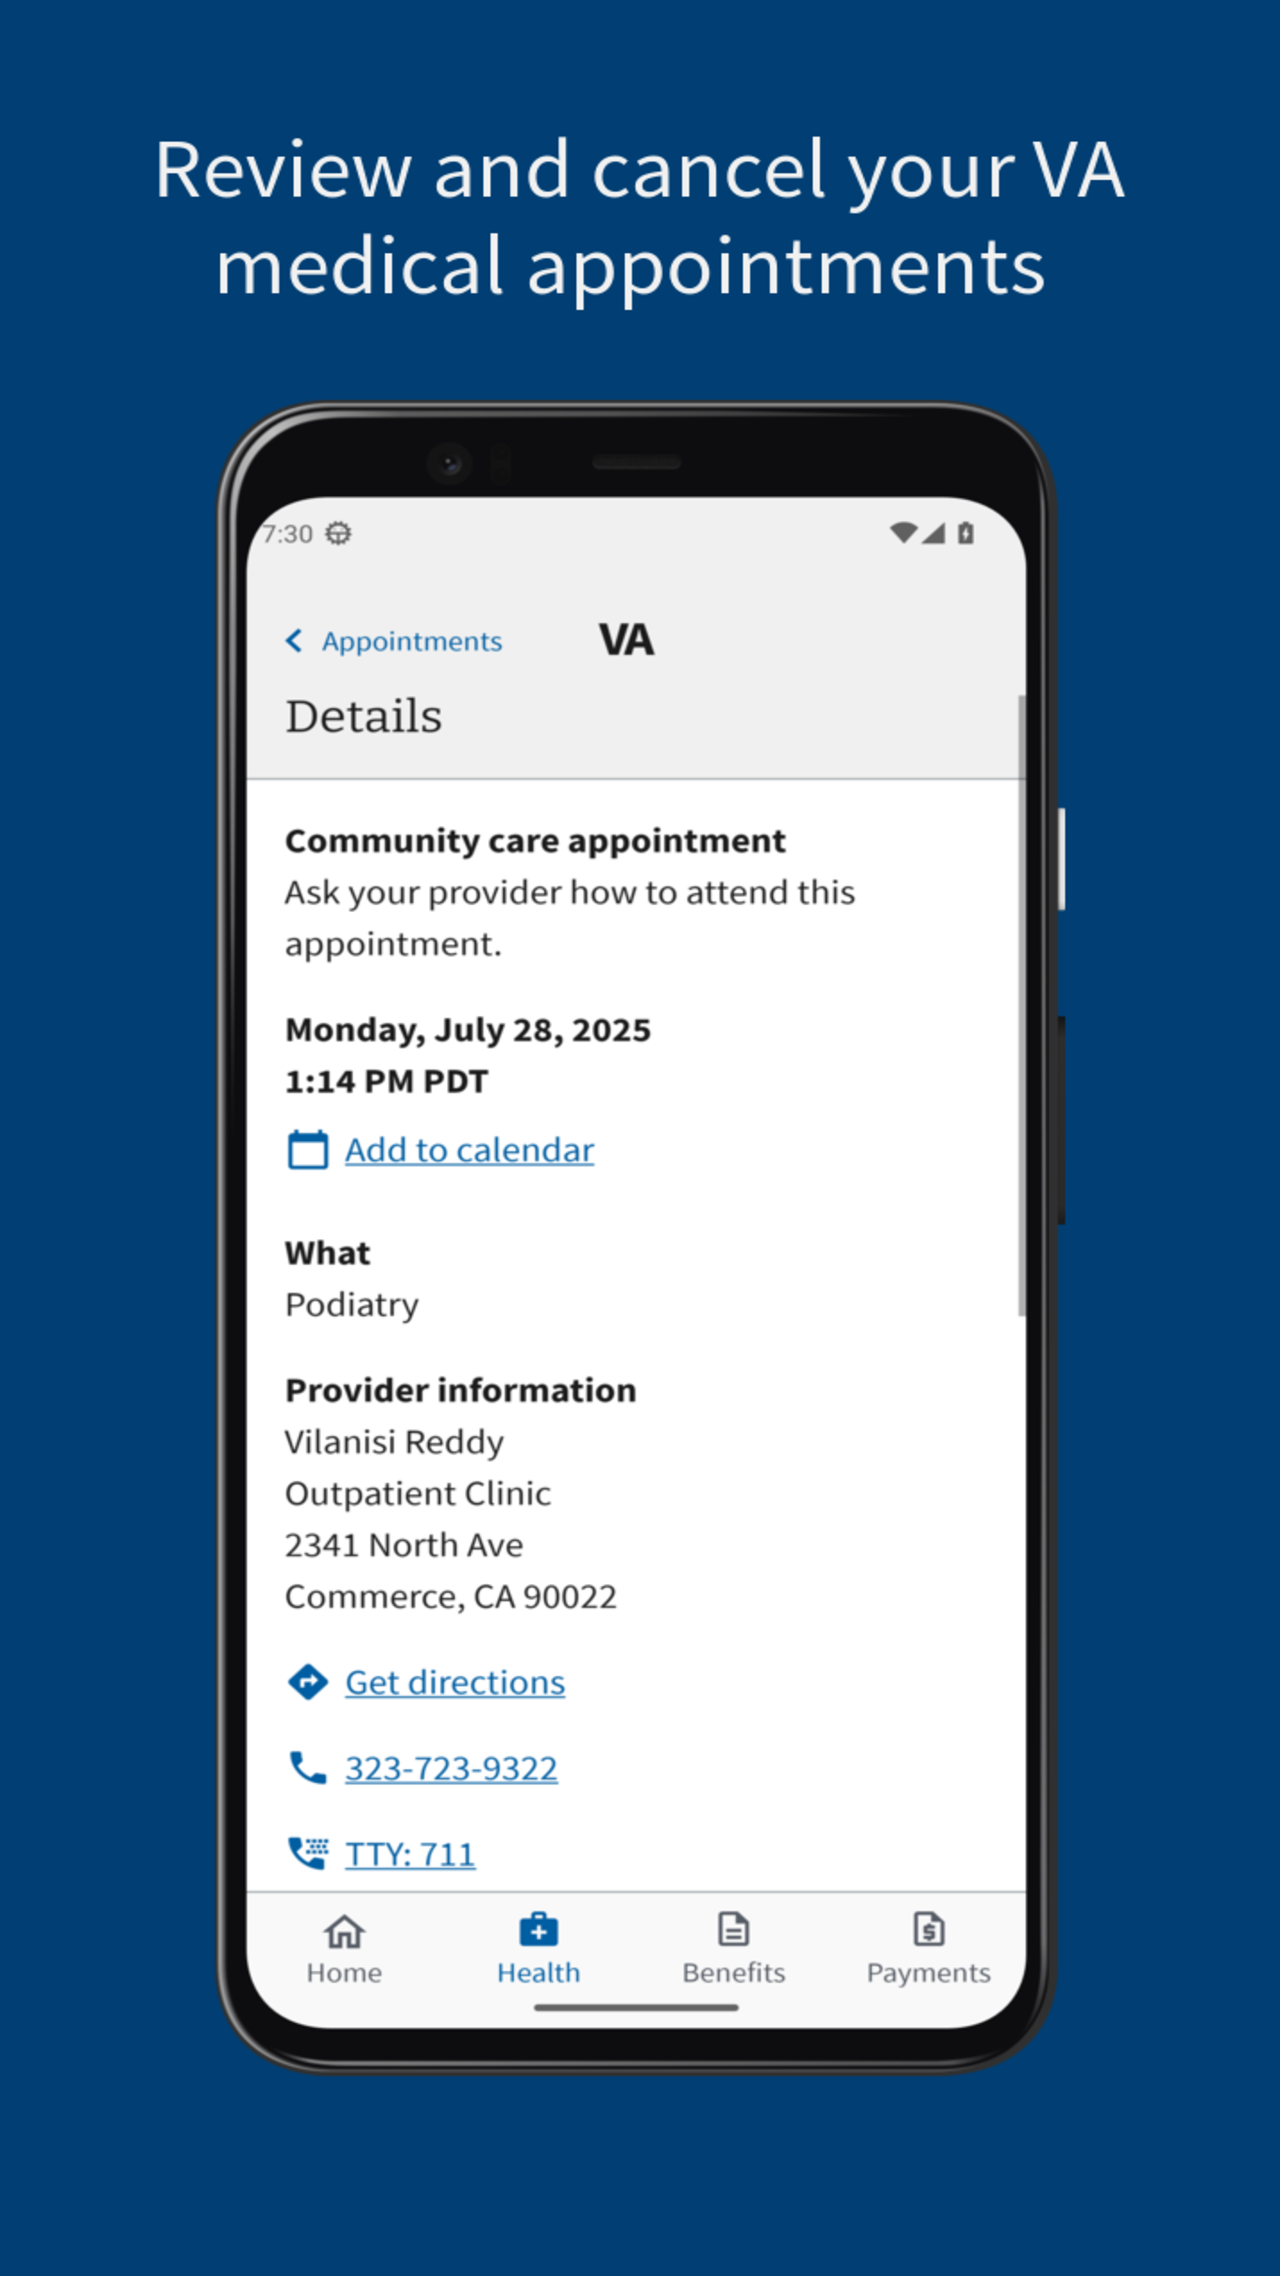 Review and cancel your VA
medical appointments
7:30
Appointments
VA
Details
Community care appointment
Ask your provider how to attend this
appointment.
Monday, July 28, 2025
1:14 PM PDT
Add to calendar
What
Podiatry
Provider information
Vilanisi Reddy
Outpatient Clinic
2341 North Ave
Commerce, CA 90022
Get directions
323-723-9322
TTY: 711
Home Health Benefits Payments